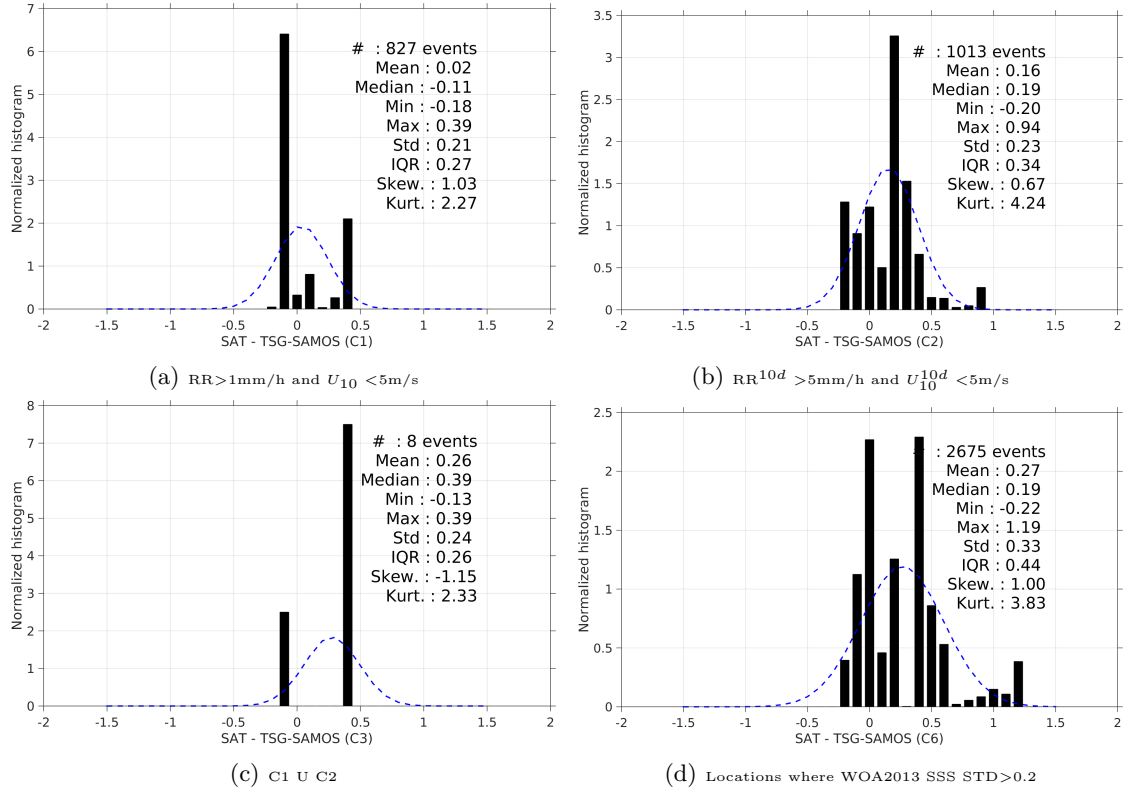 7
6
5
4
3
2
1
0
-2
-1.5
-1
-0.5
0
0.5
1
1.5
2
Normalized histogram
SAT - TSG-SAMOS (C1)
# : 827 events
Mean : 0.02
Median : -0.11
Min : -0.18
Max : 0.39
Std : 0.21
IQR : 0.27
Skew. : 1.03
Kurt. : 2.27
(a) RR>1mm/h and U10 <5m/s
3.5
3
2.5
2
1.5
1
0.5
0
-2
-1.5
-1
-0.5
0
0.5
1
1.5
2
Normalized histogram
SAT - TSG-SAMOS (C2)
# : 1013 events
Mean : 0.16
Median : 0.19
Min : -0.20
Max : 0.94
Std : 0.23
IQR : 0.34
Skew. : 0.67
Kurt. : 4.24
(b) RR10d >5mm/h and U10d10 <5m/s
8
7
6
5
4
3
2
1
0
-2
-1.5
-1
-0.5
0
0.5
1
1.5
2
Normalized histogram
SAT - TSG-SAMOS (C3)
# : 8 events
Mean : 0.26
Median : 0.39
Min : -0.13
Max : 0.39
Std : 0.24
IQR : 0.26
Skew. : -1.15
Kurt. : 2.33
(c) C1 U C2
2.5
2
1.5
1
0.5
0
-2
-1.5
-1
-0.5
0
0.5
1
1.5
2
Normalized histogram
SAT - TSG-SAMOS (C6)
: 2675 events
Mean : 0.27
Median : 0.19
Min : -0.22
Max : 1.19
Std : 0.33
IQR : 0.44
Skew. : 1.00
Kurt. : 3.83
(d) Locations where WOA2013 SSS STD>0.2